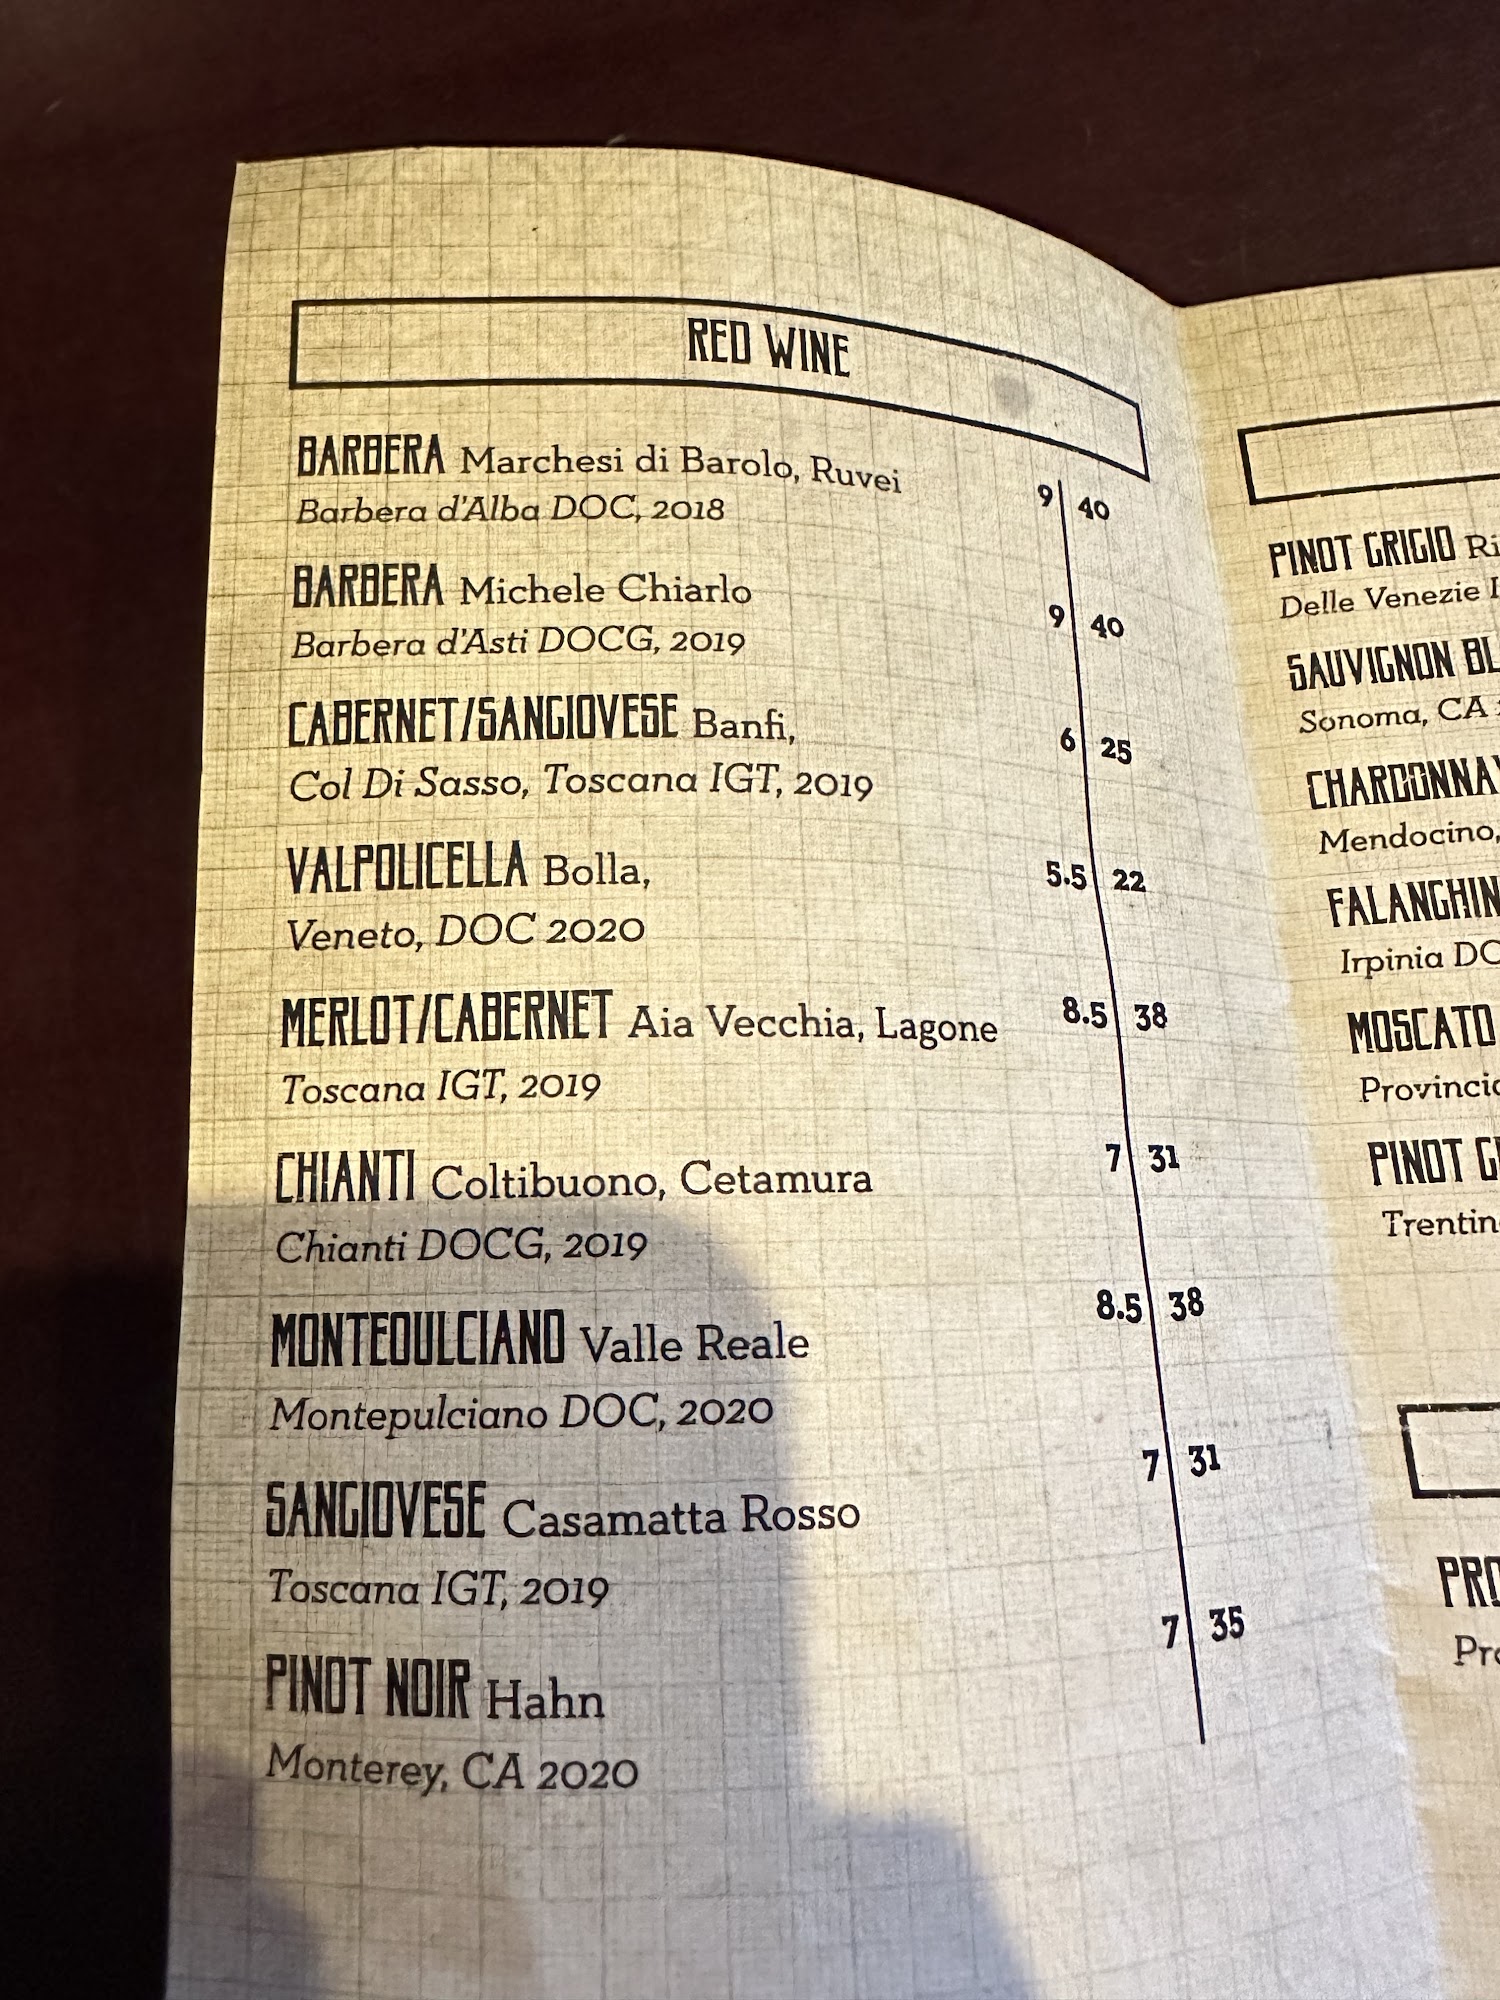 RED WINE
BARBERA Marchesi di Barolo, Ruvei
Barbera d'Alba DOC, 2018
9 40
BARBERA Michele Chiarlo
Barbera d'Asti DOCG, 2019
9 40
CABERNET/SANGIOVESE Banfi,
Col Di Sasso, Toscana IGT, 2019
6 25
VALPOLICELLA Bolla,
Veneto, DOC 2020
5.5 22
MERLOT/CABERNET Aia Vecchia, Lagone
Toscana IGT, 2019
8.5 38
CHIANTI Coltibuono, Cetamura
Chianti DOCG, 2019
7 31
MONTEDULCIANO Valle Reale
Montepulciano DOC, 2020
8.5 38
SANGIOVESE Casamatta Rosso
Toscana IGT, 2019
7 31
PINOT NOIR Hahn
Monterey, CA 2020
7 35
PINOT GRIGIO
Delle Venezie
SAUVIGNON
Sonoma, CA
CHARDONNAY
Mendocino,
Irpinia
MOSCATO
PINOT